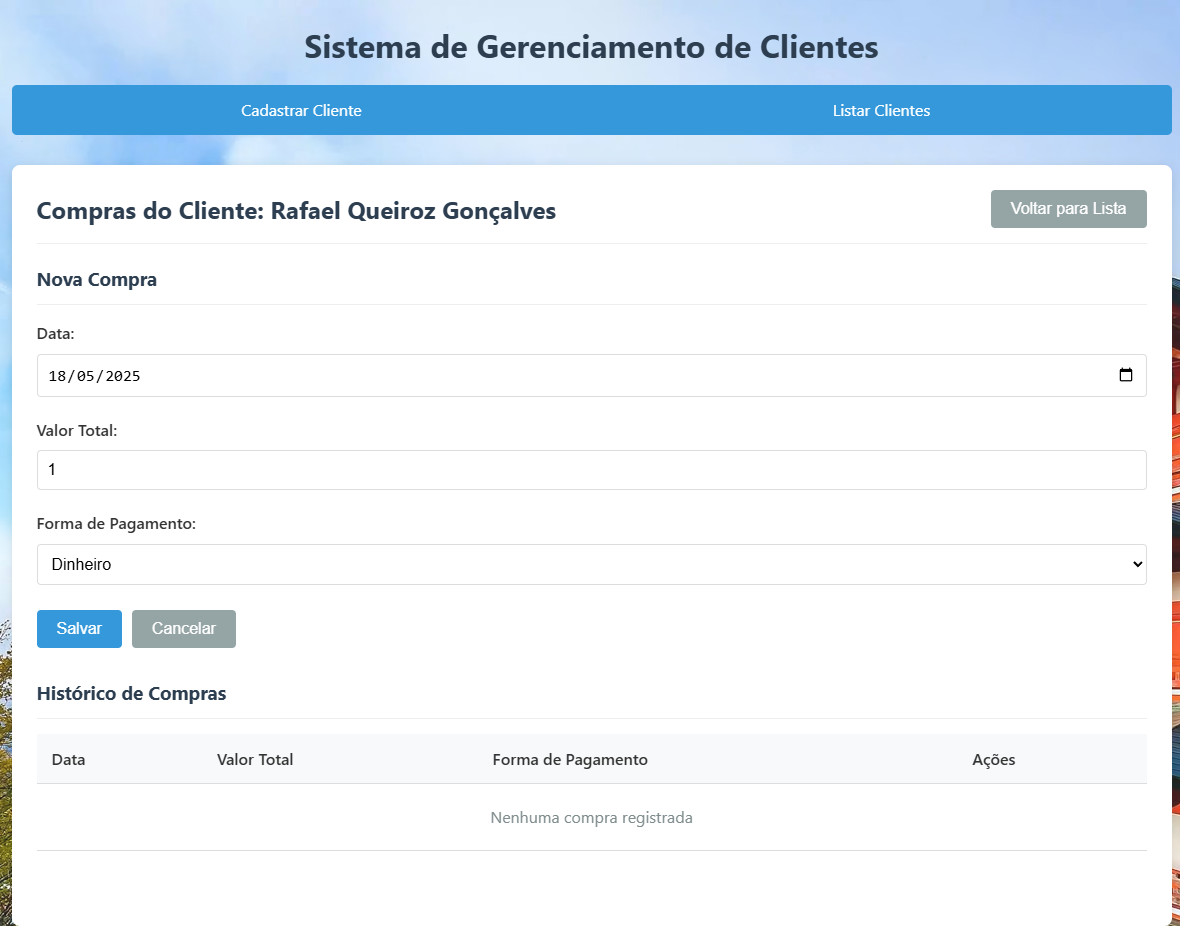 Sistema de Gerenciamento de Clientes
Cadastrar Cliente
Listar Clientes
Compras do Cliente: Rafael Queiroz Gonçalves
Voltar para Lista
Nova Compra
Data:
18/05/2025
Valor Total:
1
Forma de Pagamento:
Dinheiro
Salvar
Cancelar
Histórico de Compras
Data
Valor Total
Forma de Pagamento
Ações
Nenhuma compra registrada